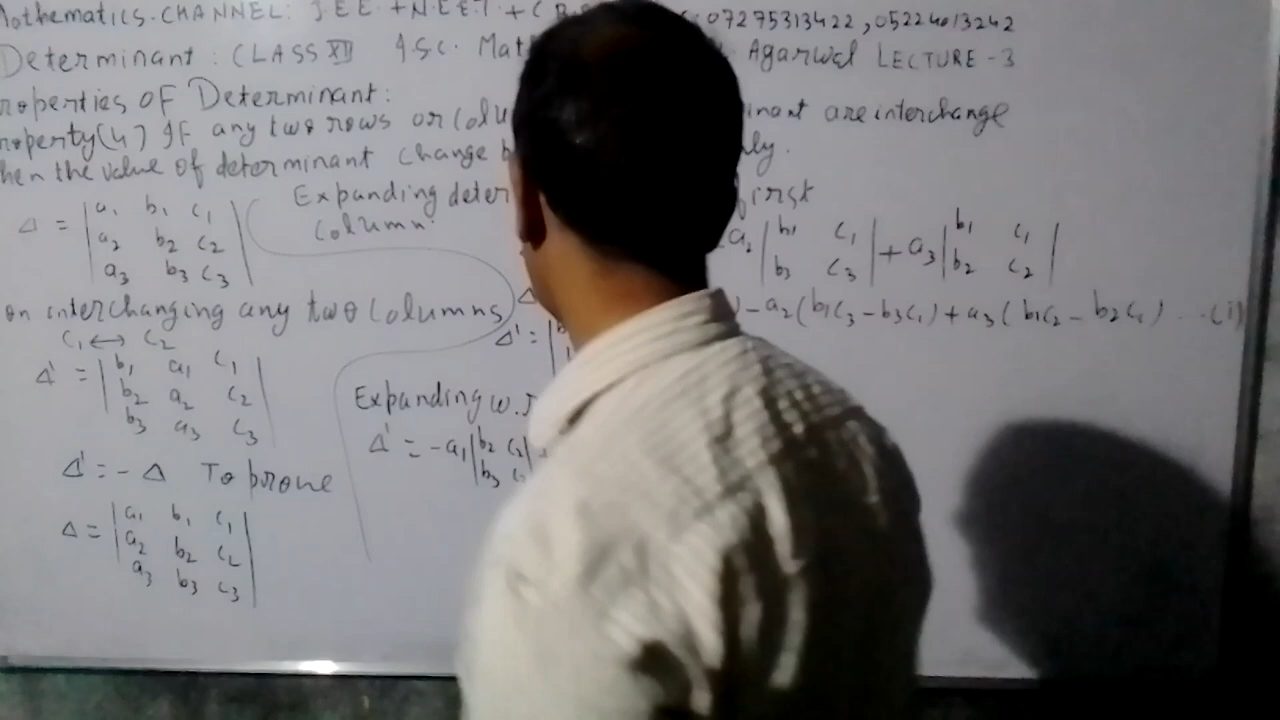 Mathematics. CHANNEL: JEE + NEET + C 07275313422, 05224013242
Determinant: CLASS XII Agarwal LECTURE - 3
roperties OF Determinant:
roperty(4) If any two rows or are interchange
hen the value of determinant change
Expanding first
column.
Δ = | a₁ b₁ c₁ |
| a₂ b₂ c₂ |
| a₃ b₃ c₃ |
a₂ | b₁ c₁ | + a₃ | b₁ c₁ |
| b₃ c₃ | | b₂ c₂ |
on interchanging any two columns
) - a₂(b₁c₃ - b₃c₁) + a₃(b₁c₂ - b₂c₁) ...(i)
C₁ ↔ C₂
Δ' = |
Δ' = | b₁ a₁ c₁ |
| b₂ a₂ c₂ |
| b₃ a₃ c₃ |
Expanding w.
Δ' = -a₁ | b₂ c₂ |
| b₃
Δ' = - Δ To prove
Δ = | a₁ b₁ c₁ |
| a₂ b₂ c₂ |
| a₃ b₃ c₃ |